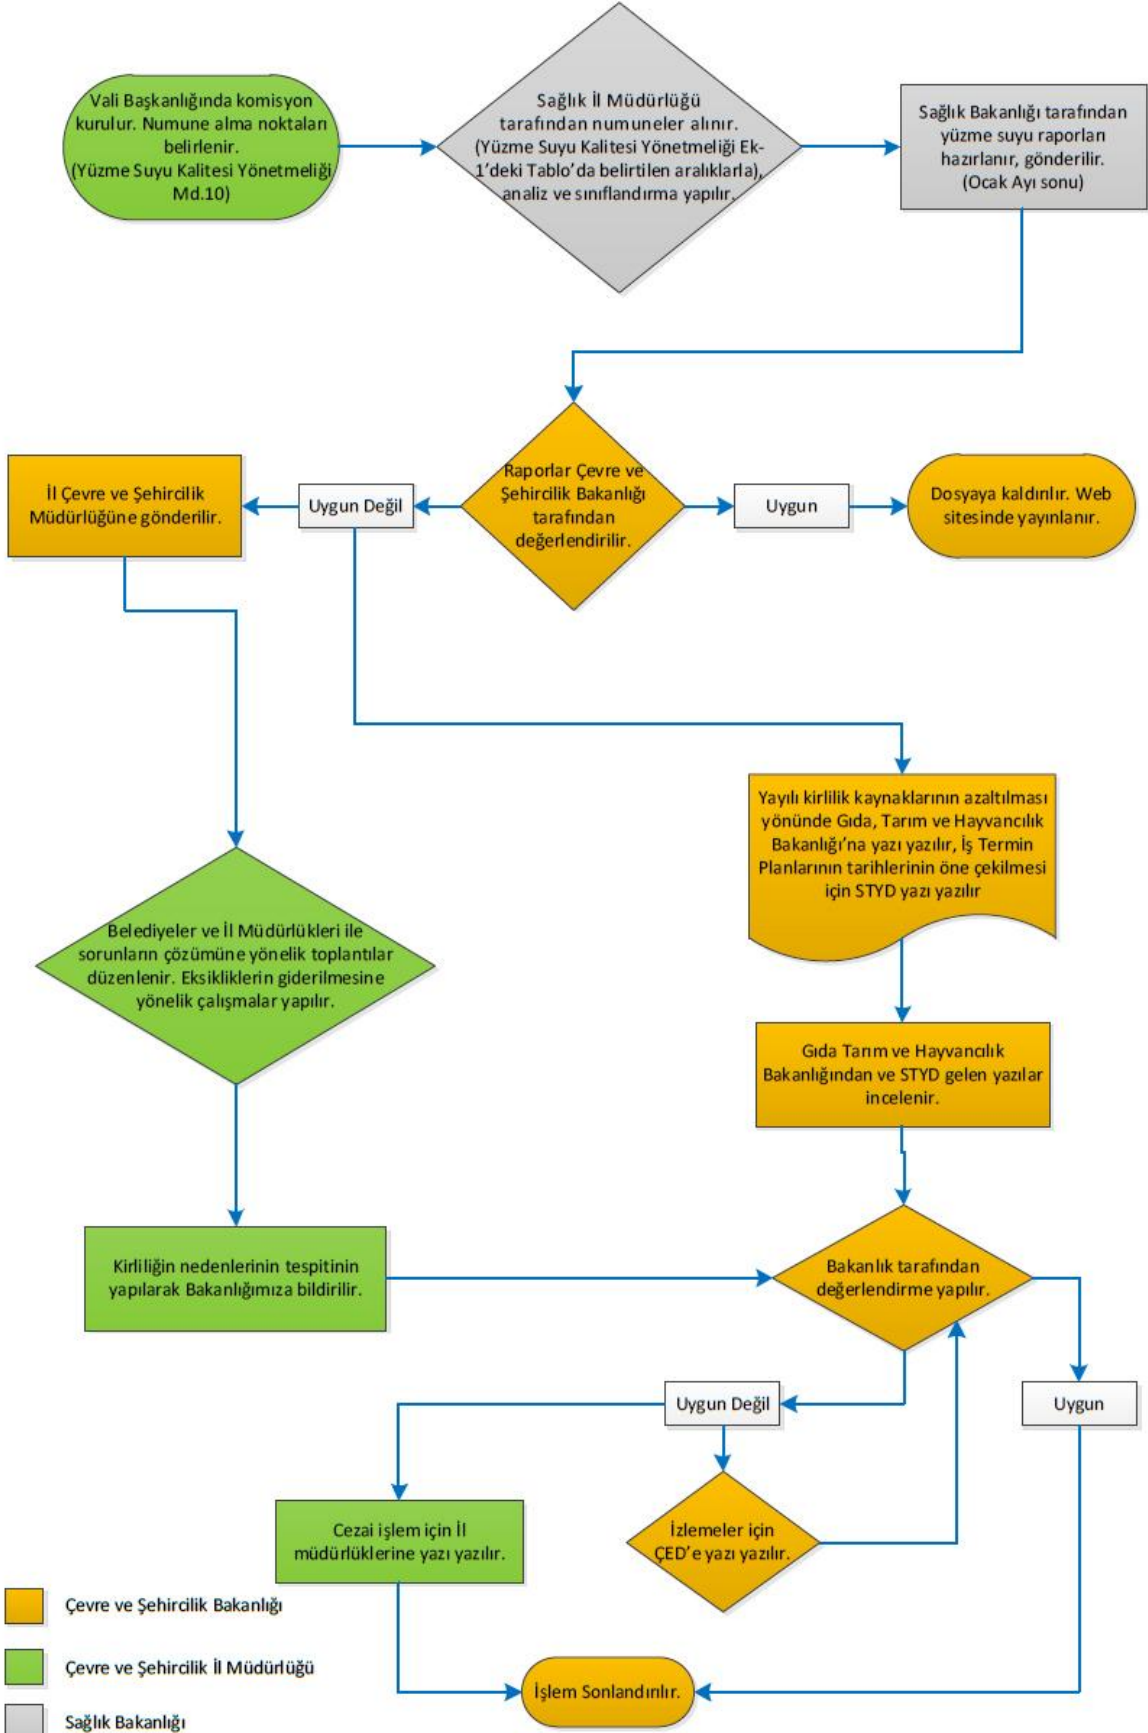 Vali Başkanlığında komisyon
kurulur. Numune alma noktaları
belirlenir.
(Yüzme Suyu Kalitesi Yönetmeliği
Md.10)
Sağlık İl Müdürlüğü
tarafından numuneler alınır.
(Yüzme Suyu Kalitesi Yönetmeliği Ek-
1'deki Tablo'da belirtilen aralıklarla),
analiz ve sınıflandırma yapılır.
Sağlık Bakanlığı tarafından
yüzme suyu raporları
hazırlanır, gönderilir.
(Ocak Ayı sonu)
İl Çevre ve Şehircilik
Müdürlüğüne gönderilir.
Uygun Değil
Raporlar Çevre ve
Şehircilik Bakanlığı
tarafından
değerlendirilir.
Uygun
Dosyaya kaldırılır. Web
sitesinde yayınlanır.
Yayılı kirlilik kaynaklarının azaltılması
yönünde Gıda, Tarım ve Hayvancılık
Bakanlığı'na yazı yazılır, İş Termin
Planlarının tarihlerinin öne çekilmesi
için STYD yazı yazılır
Belediyeler ve İl Müdürlükleri ile
sorunların çözümüne yönelik toplantılar
düzenlenir. Eksikliklerin giderilmesine
yönelik çalışmalar yapılır.
Gıda Tarım ve Hayvancılık
Bakanlığından ve STYD gelen yazılar
incelenir.
Kirliliğin nedenlerinin tespitinin
yapılarak Bakanlığımıza bildirilir.
Bakanlık tarafından
değerlendirme yapılır.
Uygun Değil
Uygun
Cezai işlem için İl
müdürlüklerine yazı yazılır.
İzlemeler için
ÇED'e yazı yazılır.
Çevre ve Şehircilik Bakanlığı
Çevre ve Şehircilik İl Müdürlüğü
İşlem Sonlandırılır.
Sağlık Bakanlığı